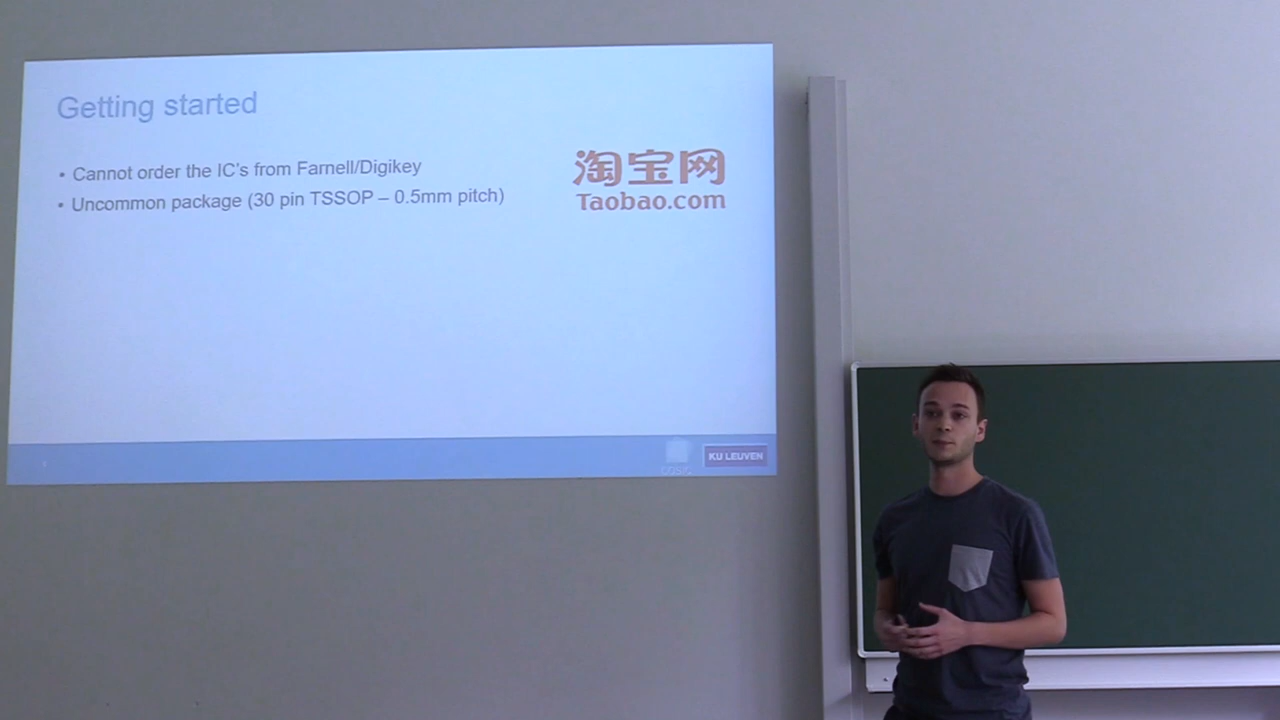 Getting started
• Cannot order the IC's from Farnell/Digikey
• Uncommon package (30 pin TSSOP – 0.5mm pitch)
淘宝网
Taobao.com
COSIC
KU LEUVEN